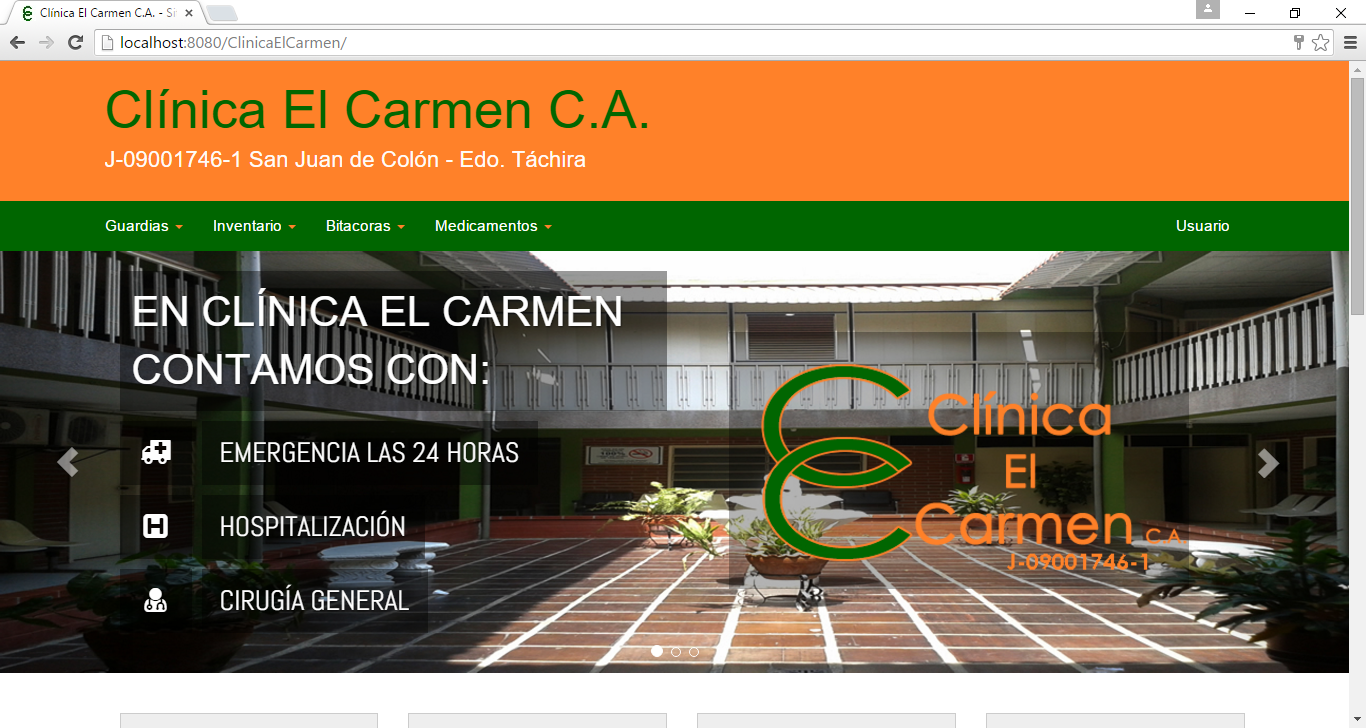 Clínica El Carmen C.A. - Si
localhost:8080/ClinicaElCarmen/
Clínica El Carmen C.A.
J-09001746-1 San Juan de Colón - Edo. Táchira
Guardias Inventario Bitacoras Medicamentos Usuario
EN CLÍNICA EL CARMEN
CONTAMOS CON:
EMERGENCIA LAS 24 HORAS
H HOSPITALIZACIÓN
CIRUGÍA GENERAL
Clínica
El
Carmen C.A.
J-09001746-1